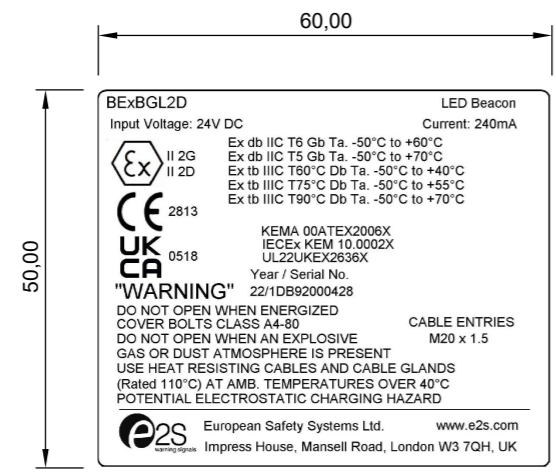 60,00
50,00
BExBGL2D LED Beacon
Input Voltage: 24V DC Current: 240mA
Ex db IIC T6 Gb Ta. -50°C to +60°C
Ex II 2G Ex db IIC T5 Gb Ta. -50°C to +70°C
II 2D Ex tb IIIC T60°C Db Ta. -50°C to +40°C
Ex tb IIIC T75°C Db Ta. -50°C to +55°C
Ex tb IIIC T90°C Db Ta. -50°C to +70°C
CE 2813
KEMA 00ATEX2006X
IECEx KEM 10.0002X
UK CA 0518 UL22UKEX2636X
Year / Serial No.
"WARNING" 22/1DB92000428
DO NOT OPEN WHEN ENERGIZED
COVER BOLTS CLASS A4-80 CABLE ENTRIES
DO NOT OPEN WHEN AN EXPLOSIVE M20 x 1.5
GAS OR DUST ATMOSPHERE IS PRESENT
USE HEAT RESISTING CABLES AND CABLE GLANDS
(Rated 110°C) AT AMB. TEMPERATURES OVER 40°C
POTENTIAL ELECTROSTATIC CHARGING HAZARD
e2S European Safety Systems Ltd. www.e2s.com
warning signals Impress House, Mansell Road, London W3 7QH, UK